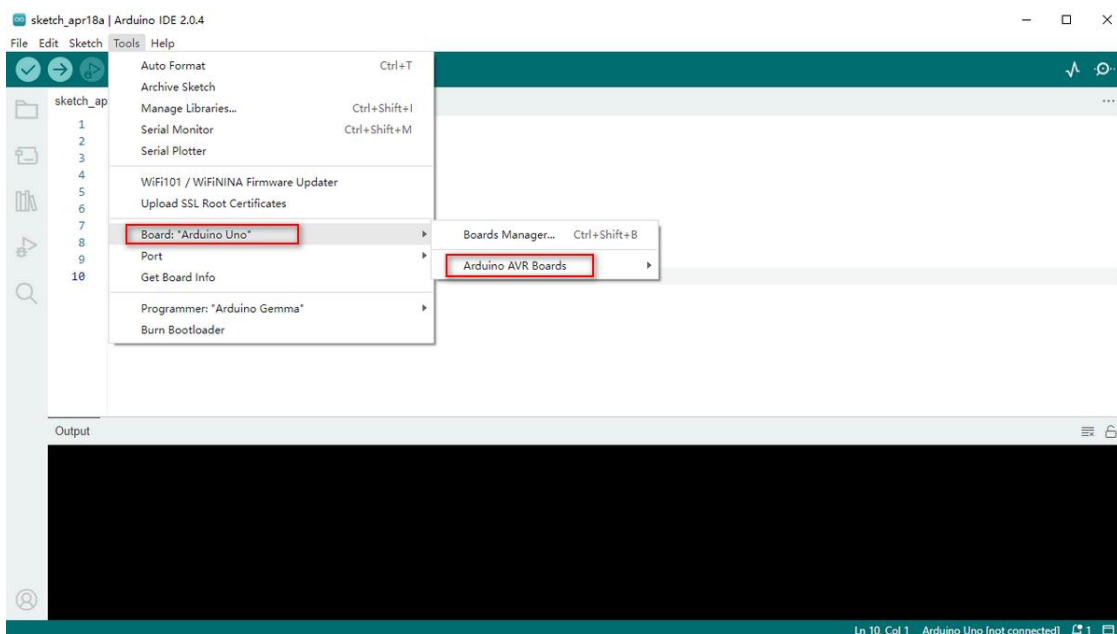 sketch_apr18a | Arduino IDE 2.0.4
File Edit Sketch Tools Help
Auto Format Ctrl+T
Archive Sketch
sketch_ap
Manage Libraries... Ctrl+Shift+I
1
Serial Monitor Ctrl+Shift+M
2
Serial Plotter
3
4
WiFi101 / WiFiNINA Firmware Updater
5
Upload SSL Root Certificates
6
7
Board: "Arduino Uno" Boards Manager... Ctrl+Shift+B
8
Port
9
Arduino AVR Boards
10
Get Board Info
Programmer: "Arduino Gemma"
Burn Bootloader
Output
Ln 10, Col 1 Arduino Uno [not connected] 1